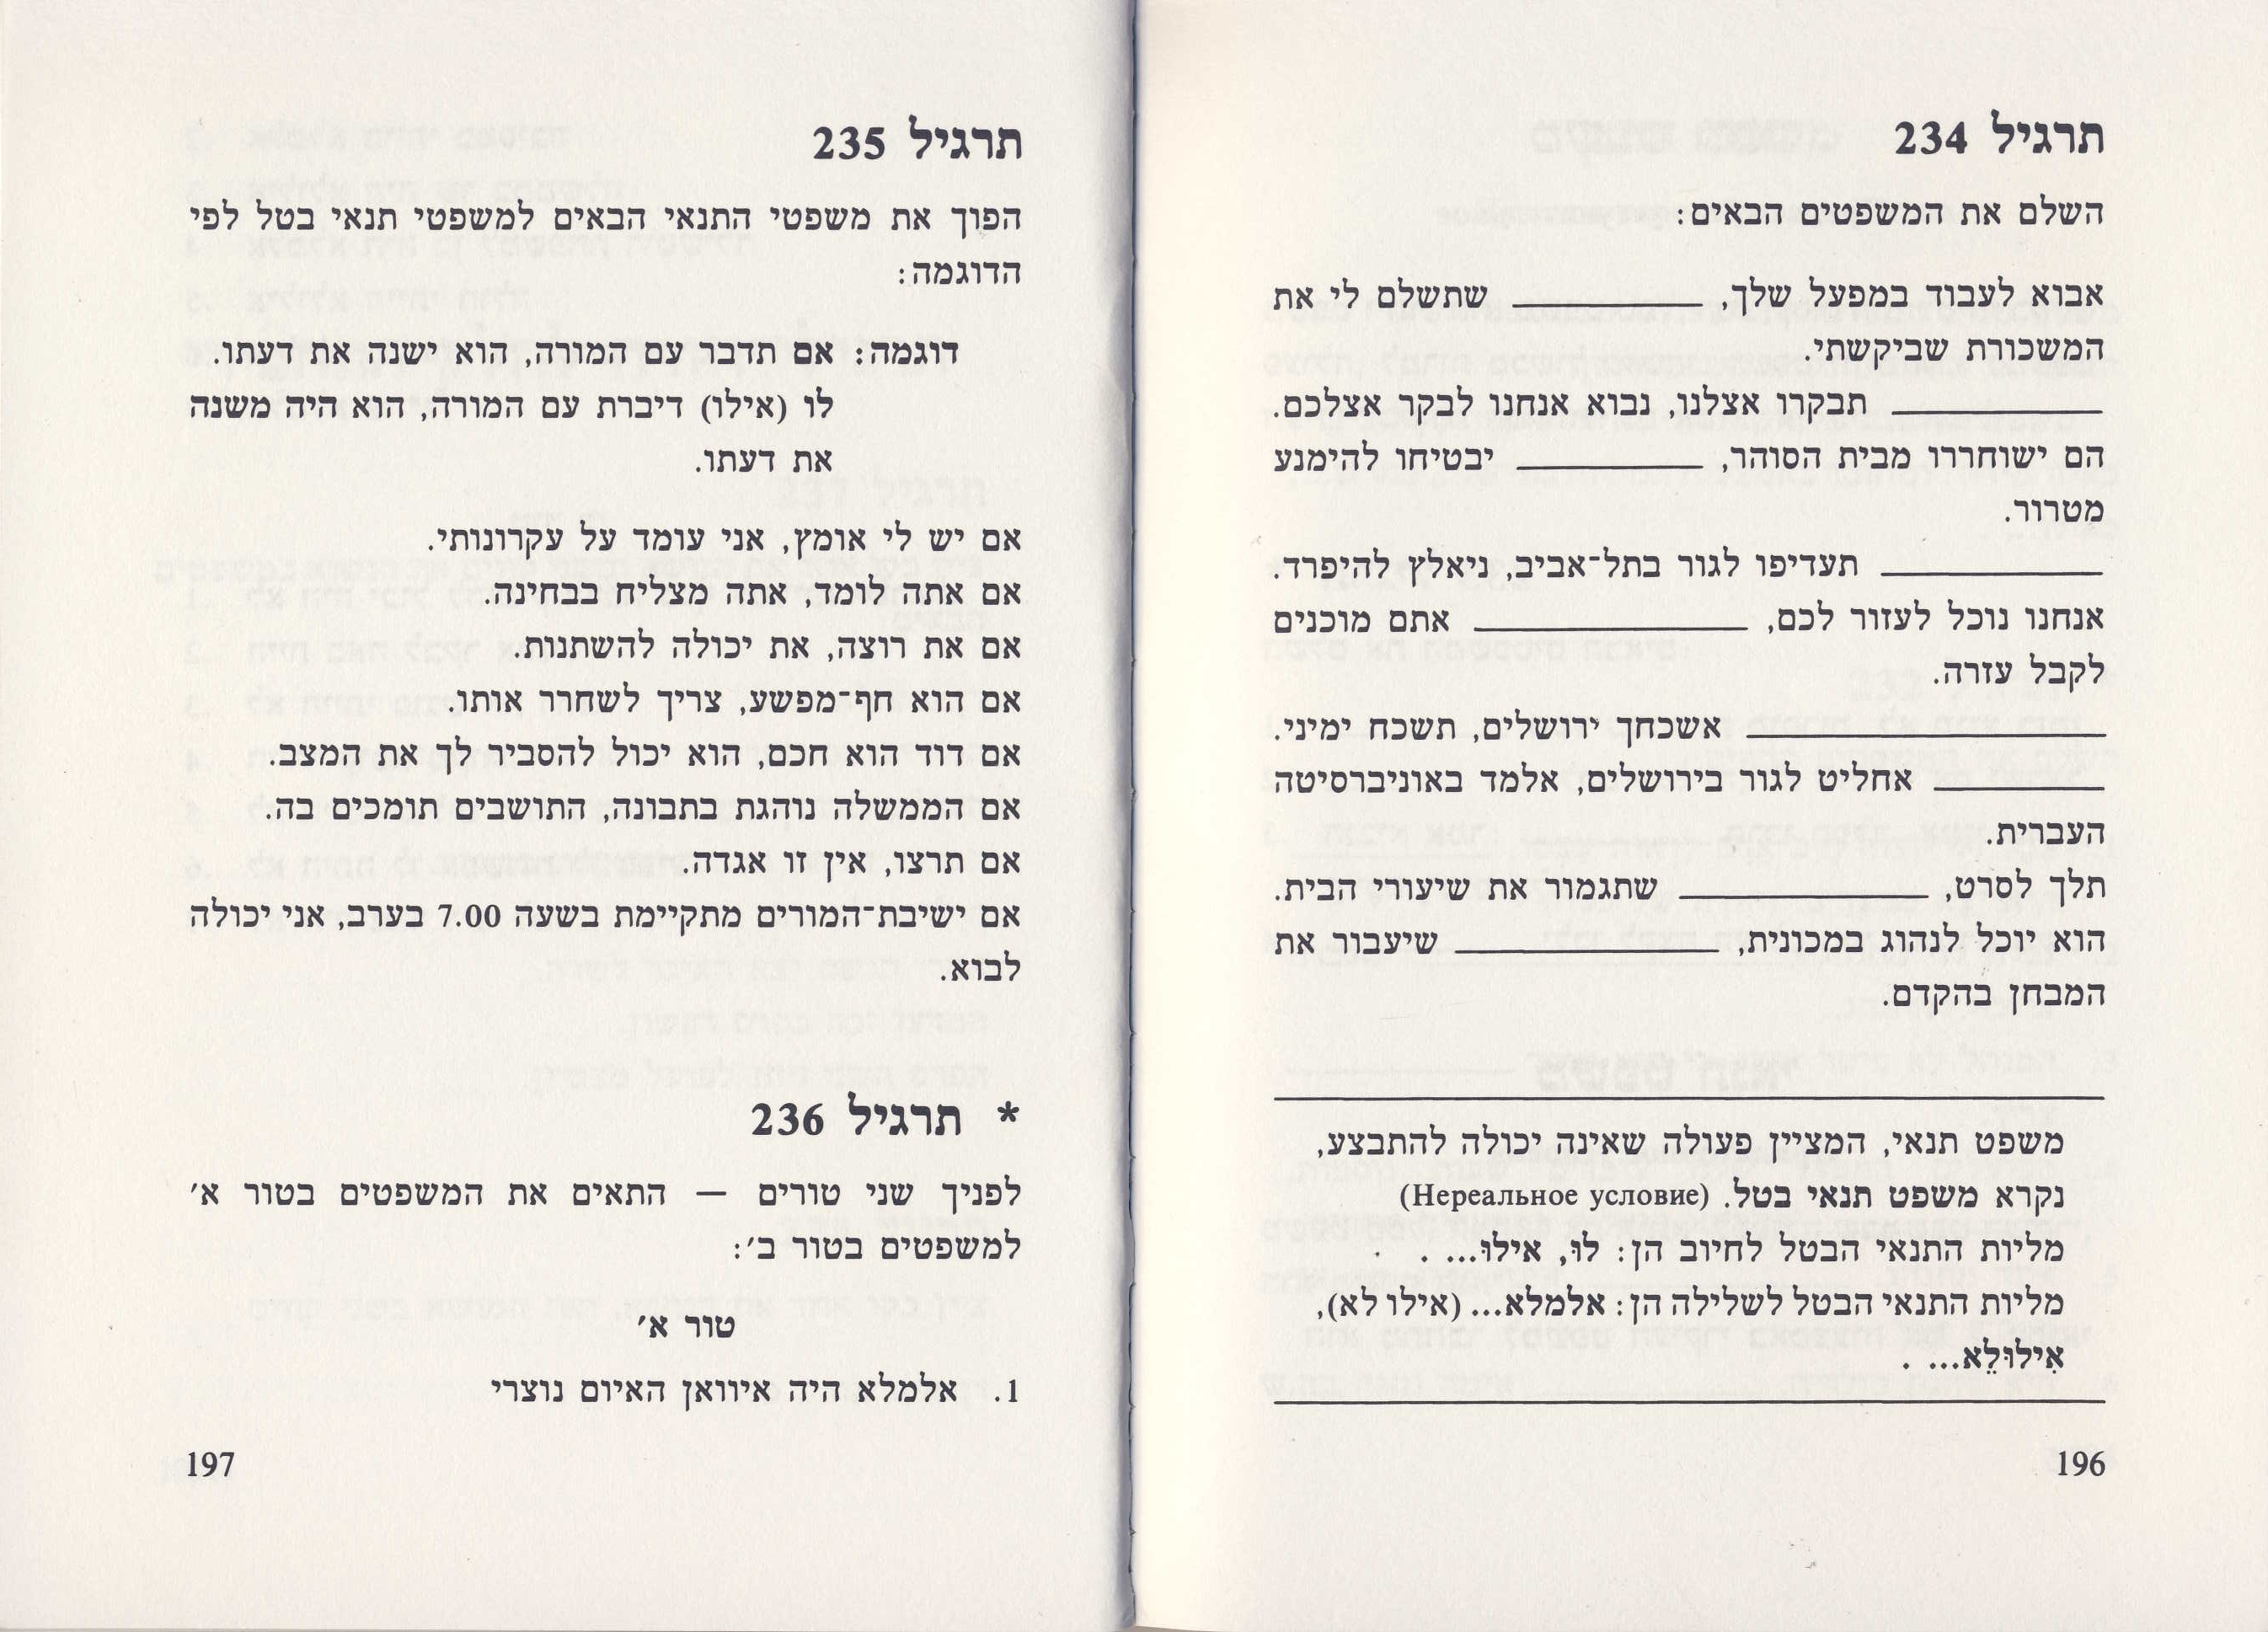 תרגיל 234
השלם את המשפטים הבאים:
אבוא לעבוד במפעל שלך, ________ שתשלם לי את
המשכורת שביקשתי.
________ תבקרו אצלנו, נבוא אנחנו לבקר אצלכם.
הם ישוחררו מבית הסוהר, ________ יבטיחו להימנע
מטרור.
________ תעדיפו לגור בתל־אביב, ניאלץ להיפרד.
אנחנו נוכל לעזור לכם, ________ אתם מוכנים
לקבל עזרה.
________ אשכחך ירושלים, תשכח ימיני.
________ אחליט לגור בירושלים, אלמד באוניברסיטה
העברית.
תלך לסרט, ________ שתגמור את שיעורי הבית.
הוא יוכל לנהוג במכונית, ________ שיעבור את
המבחן בהקדם.
משפט תנאי, המציין פעולה שאינה יכולה להתבצע,
נקרא משפט תנאי בטל. (Нереальное условие)
מליות התנאי הבטל לחיוב הן: לוּ, אילוּ... .
מליות התנאי הבטל לשלילה הן: אלמלא... (אילו לא),
אִילוּלֵא... .
196
תרגיל 235
הפוך את משפטי התנאי הבאים למשפטי תנאי בטל לפי
הדוגמה:
דוגמה: אם תדבר עם המורה, הוא ישנה את דעתו.
לו (אילו) דיברת עם המורה, הוא היה משנה
את דעתו.
אם יש לי אומץ, אני עומד על עקרונותי.
אם אתה לומד, אתה מצליח בבחינה.
אם את רוצה, את יכולה להשתנות.
אם הוא חף־מפשע, צריך לשחרר אותו.
אם דוד הוא חכם, הוא יכול להסביר לך את המצב.
אם הממשלה נוהגת בתבונה, התושבים תומכים בה.
אם תרצו, אין זו אגדה.
אם ישיבת־המורים מתקיימת בשעה 7.00 בערב, אני יכולה
לבוא.
* תרגיל 236
לפניך שני טורים — התאים את המשפטים בטור א׳
למשפטים בטור ב׳:
טור א׳
1. אלמלא היה איוואן האיום נוצרי
197